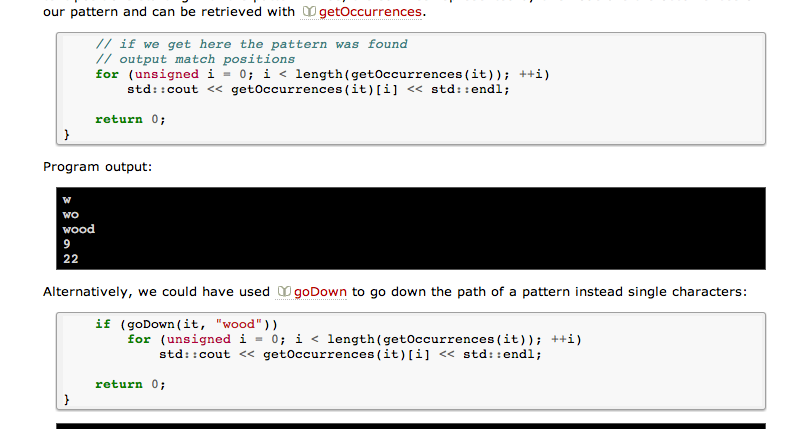 our pattern and can be retrieved with getOccurrences.
// if we get here the pattern was found
// output match positions
for (unsigned i = 0; i < length(getOccurrences(it)); ++i)
std::cout << getOccurrences(it)[i] << std::endl;
return 0;
}
Program output:
w
wo
wood
9
22
Alternatively, we could have used goDown to go down the path of a pattern instead single characters:
if (goDown(it, "wood"))
for (unsigned i = 0; i < length(getOccurrences(it)); ++i)
std::cout << getOccurrences(it)[i] << std::endl;
return 0;
}